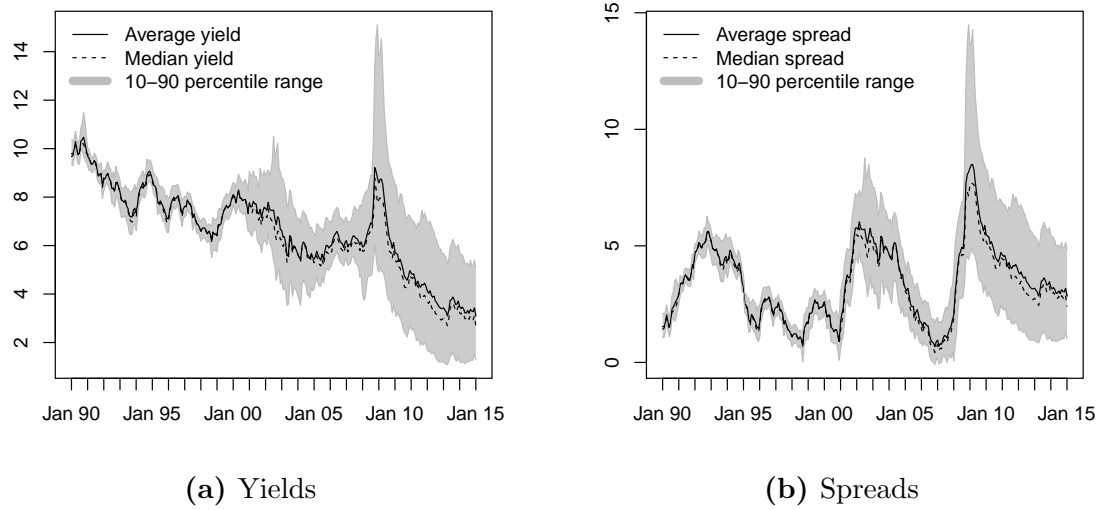 Average yield
Median yield
10−90 percentile range
14
12
10
8
6
4
2
Jan 90 Jan 95 Jan 00 Jan 05 Jan 10 Jan 15
(a) Yields
Average spread
Median spread
10−90 percentile range
15
10
5
0
Jan 90 Jan 95 Jan 00 Jan 05 Jan 10 Jan 15
(b) Spreads